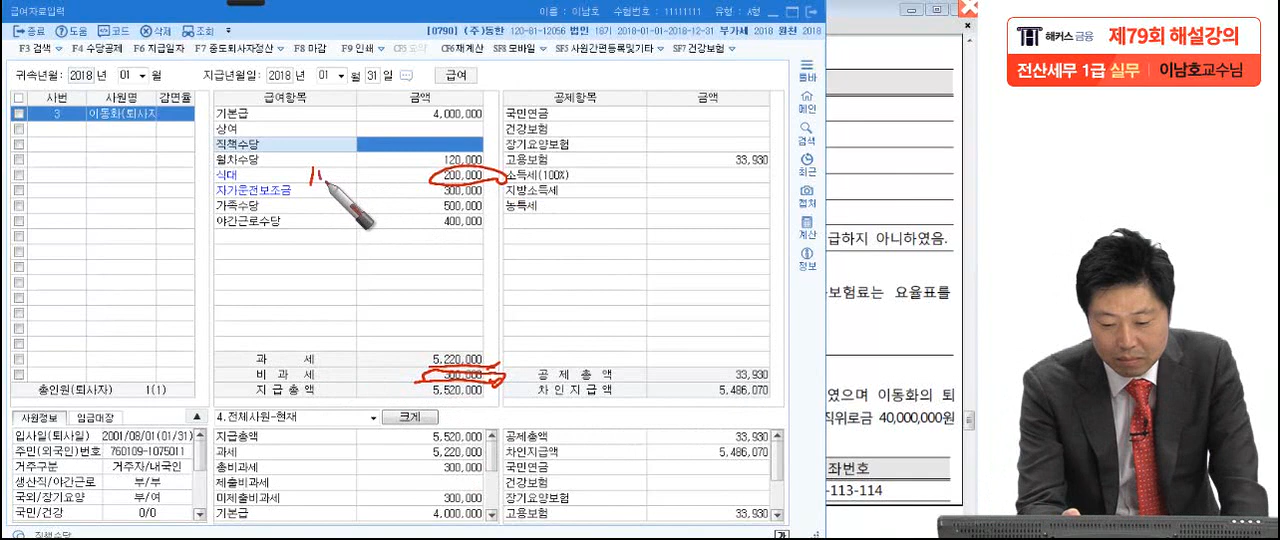 급여자료입력 이름 : 이남호 수험번호 : 11111111 유형 : A형
종료 도움 코드 삭제 조회 [0790] (주)동한 120-81-12056 법인 18기 2018-01-01~2018-12-31 부가세 2018 원천 2018
F3 검색 F4 수당공제 F6 지급일자 F7 중도퇴사자정산 F8 마감 F9 인쇄 CF6재계산 SF3 모바일 SF5 사원간편등록및기타 SF7 건강보험
귀속년월: 2018 년 01 월 지급년월일: 2018 년 01 월 31 일 급여
사번 사원명 감면율
3 이동화(퇴사자
급여항목 금액
기본급 4,000,000
상여
직책수당
월차수당 120,000
식대 200,000
자가운전보조금 300,000
가족수당 500,000
야간근로수당 400,000
과 세 5,220,000
비 과 세 300,000
지 급 총 액 5,520,000
공제항목 금액
국민연금
건강보험
장기요양보험
고용보험 33,930
소득세(100%)
지방소득세
농특세
공 제 총 액 33,930
차 인 지 급 액 5,486,070
총인원(퇴사자) 1(1)
사원정보 임금대장
입사일(퇴사일) 2001/08/01(01/31)
주민(외국인)번호 760109-1075011
거주구분 거주자/내국인
생산직/야간근로 부/부
국외/장기요양 부/여
국민/건강 0/0
4.전체사원-현재 크게
지급총액 5,520,000
과세 5,220,000
총비과세 300,000
제출비과세
미제출비과세 300,000
기본급 4,000,000
공제총액 33,930
차인지급액 5,486,070
국민연금
건강보험
장기요양보험
고용보험 33,930
직책수당
툴바
메인
검색
최근
캡처
계산
정보
급하지 아니하였음.
보험료는 요율표를
였으며 이동화의 퇴
직위로금 40,000,000원
좌번호
-113-114
해커스 금융 제79회 해설강의
전산세무 1급 실무 이남호교수님